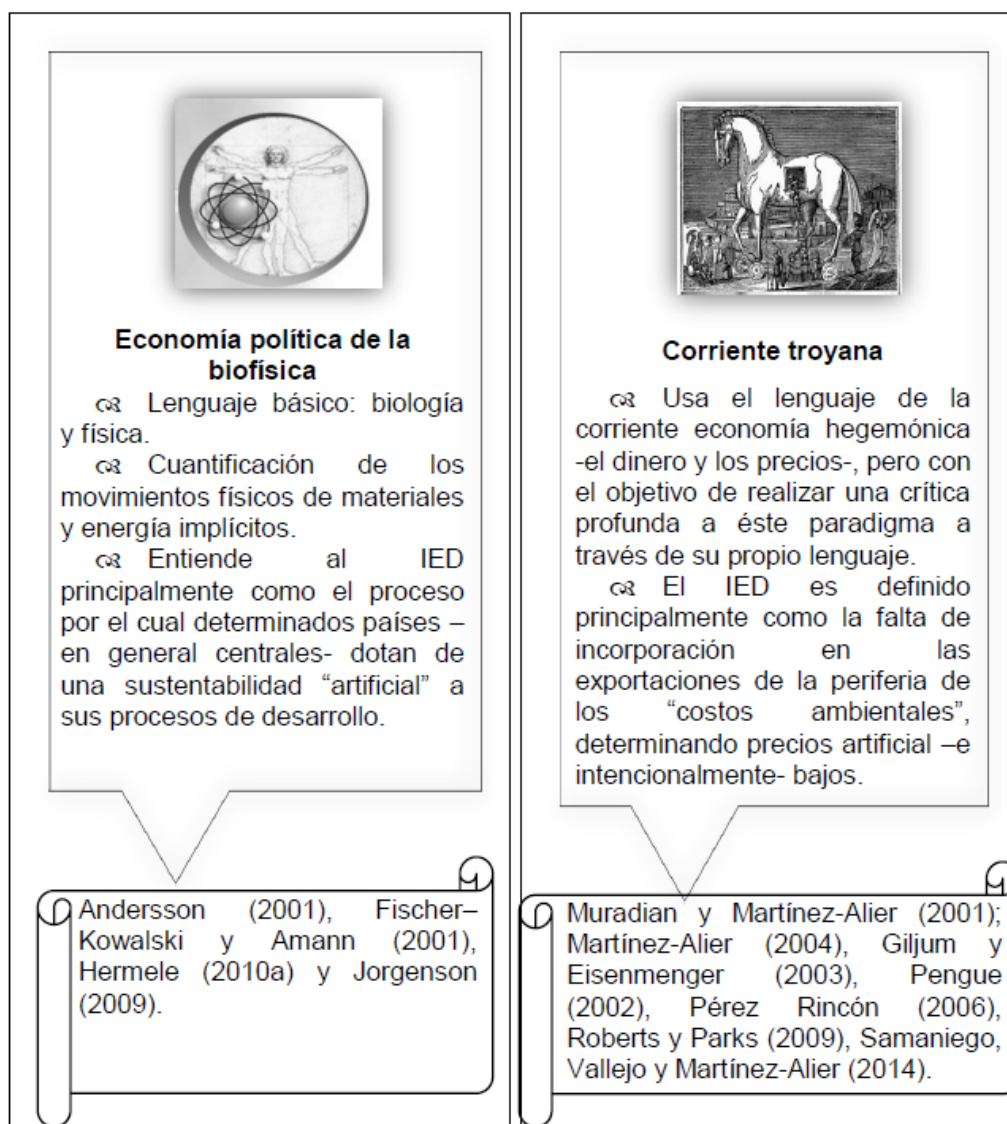 Economía política de la
biofísica
Lenguaje básico: biología
y física.
Cuantificación de los
movimientos físicos de materiales
y energía implícitos.
Entiende al IED
principalmente como el proceso
por el cual determinados países –
en general centrales- dotan de
una sustentabilidad “artificial” a
sus procesos de desarrollo.
Andersson (2001), Fischer–
Kowalski y Amann (2001),
Hermele (2010a) y Jorgenson
(2009).
Corriente troyana
Usa el lenguaje de la
corriente economía hegemónica
-el dinero y los precios-, pero con
el objetivo de realizar una crítica
profunda a éste paradigma a
través de su propio lenguaje.
El IED es definido
principalmente como la falta de
incorporación en las
exportaciones de la periferia de
los “costos ambientales”,
determinando precios artificial –e
intencionalmente- bajos.
Muradian y Martínez-Alier (2001);
Martínez-Alier (2004), Giljum y
Eisenmenger (2003), Pengue
(2002), Pérez Rincón (2006),
Roberts y Parks (2009), Samaniego,
Vallejo y Martínez-Alier (2014).